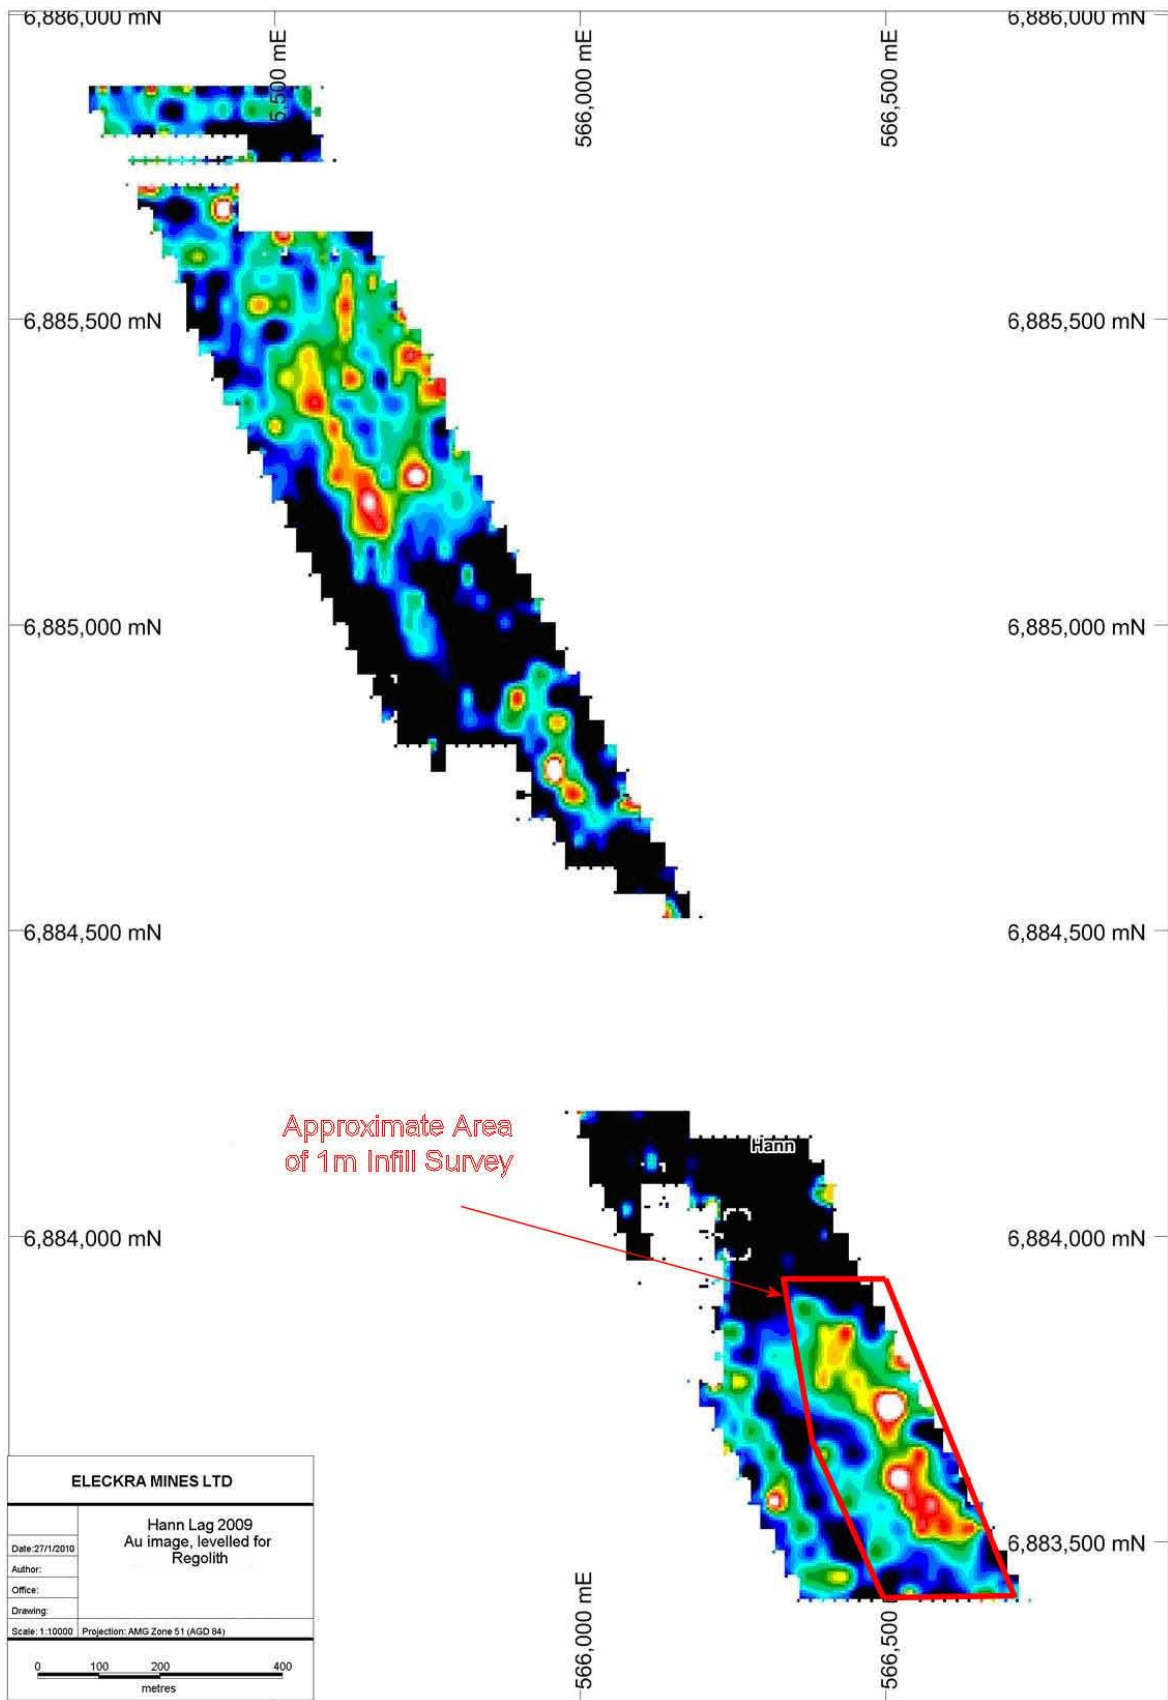 6,886,000 mN
6,886,000 mN
5,500 mE
566,000 mE
566,500 mE
6,885,500 mN
6,885,500 mN
6,885,000 mN
6,885,000 mN
6,884,500 mN
6,884,500 mN
Approximate Area
of 1m Infill Survey
Hann
6,884,000 mN
6,884,000 mN
6,883,500 mN
566,000 mE
566,500
ELECKRA MINES LTD
Hann Lag 2009
Au image, levelled for
Regolith
Date:27/1/2010
Author:
Office:
Drawing:
Scale: 1:10000
Projection: AMG Zone 51 (AGD 84)
0 100 200 400
metres